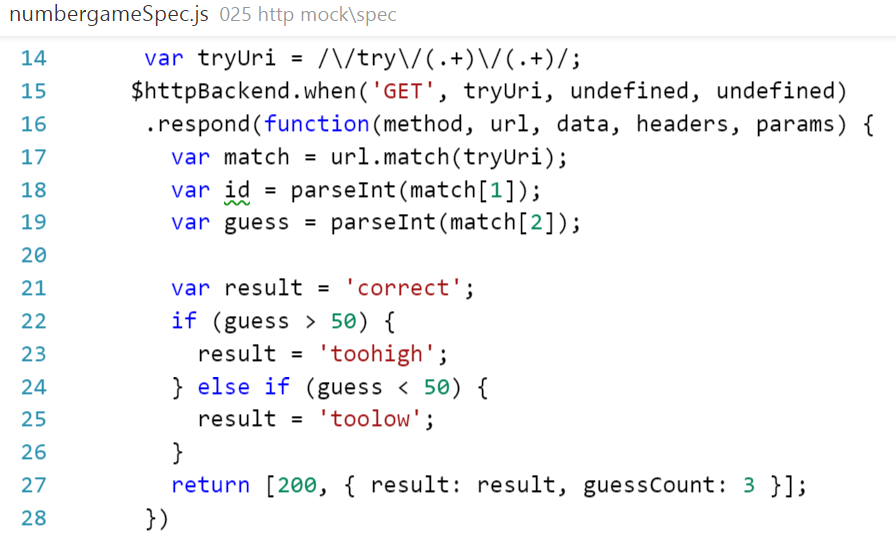 numbergameSpec.js 025 http mock\spec
14 var tryUri = /\/try\/(.+)\/(.+)/;
15 $httpBackend.when('GET', tryUri, undefined, undefined)
16 .respond(function(method, url, data, headers, params) {
17 var match = url.match(tryUri);
18 var id = parseInt(match[1]);
19 var guess = parseInt(match[2]);
20
21 var result = 'correct';
22 if (guess > 50) {
23 result = 'toohigh';
24 } else if (guess < 50) {
25 result = 'toolow';
26 }
27 return [200, { result: result, guessCount: 3 }];
28 })